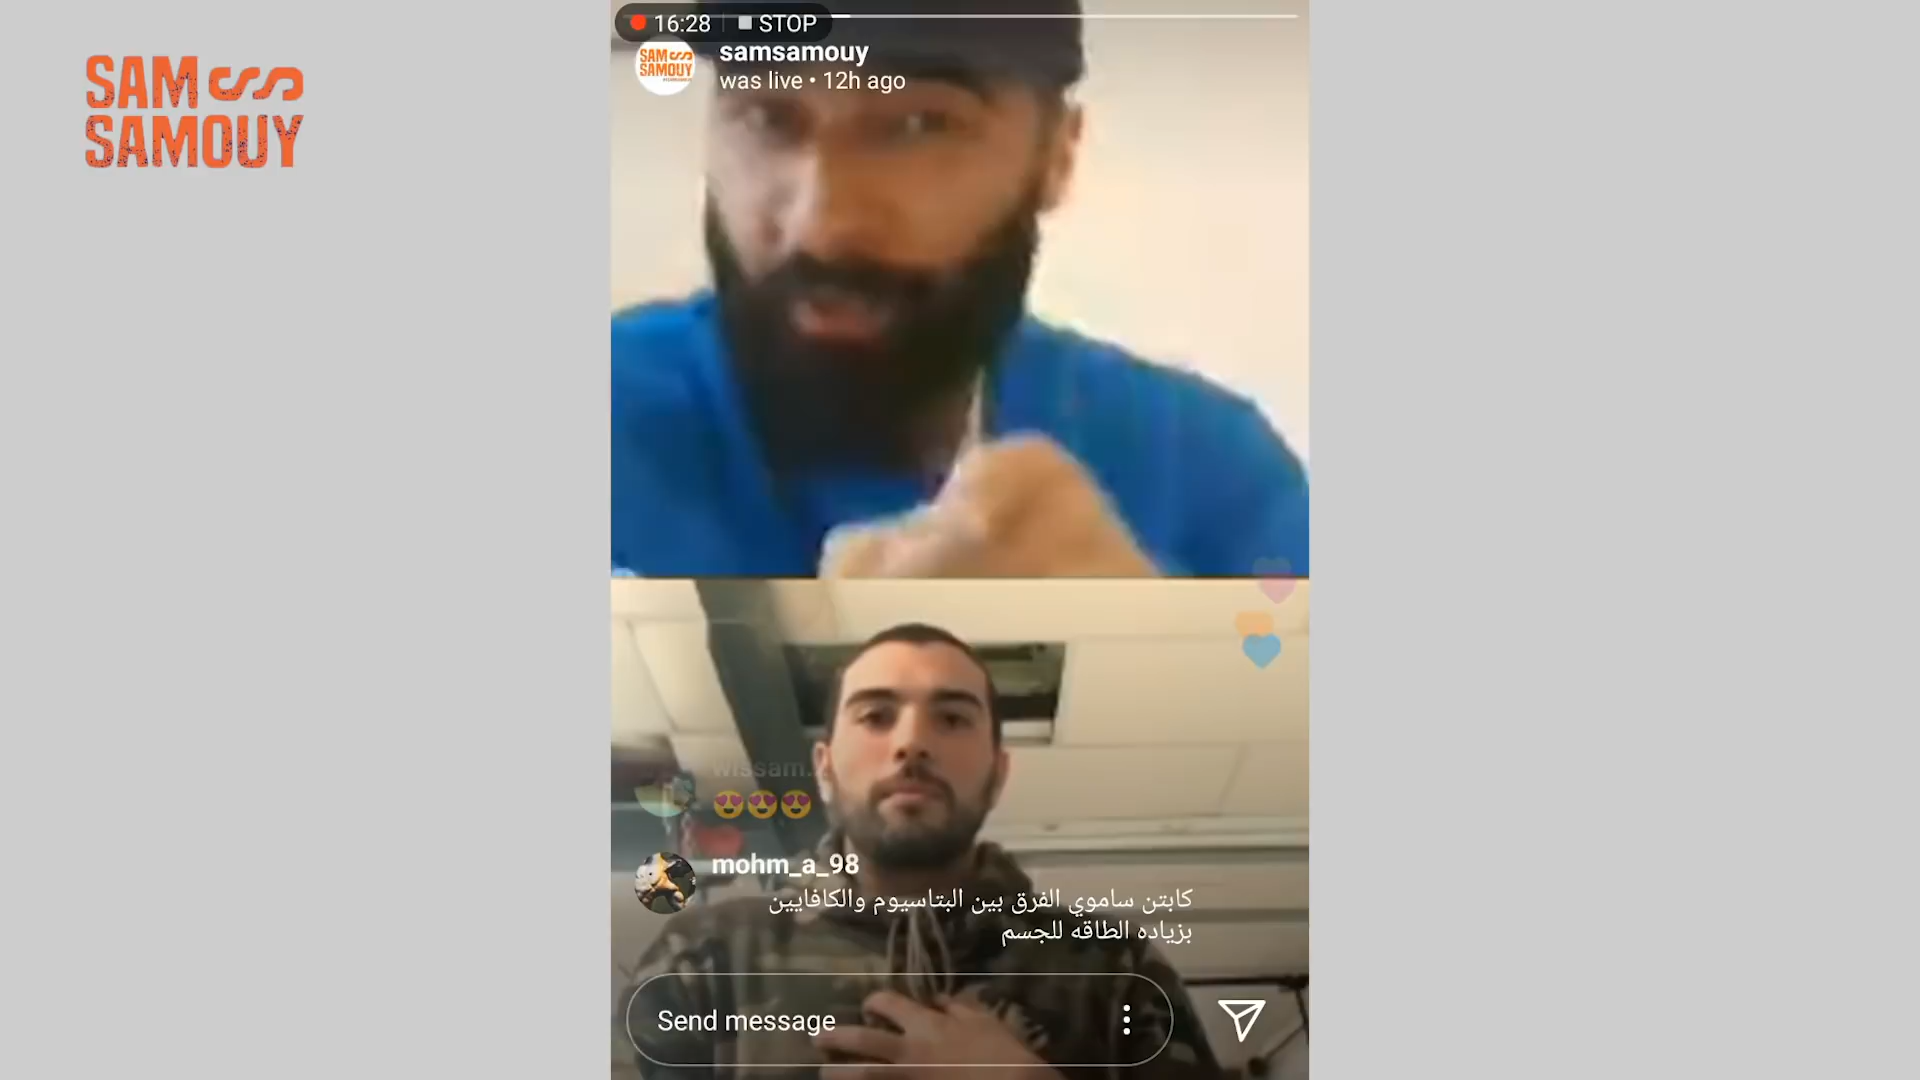 SAM
SAMOUY
16:28
STOP
SAM
SAMOUY
samsamouy
was live • 12h ago
wissam.
😍😍😍
mohm_a_98
كابتن ساموي الفرق بين البتاسيوم والكافايين
بزياده الطاقه للجسم
Send message